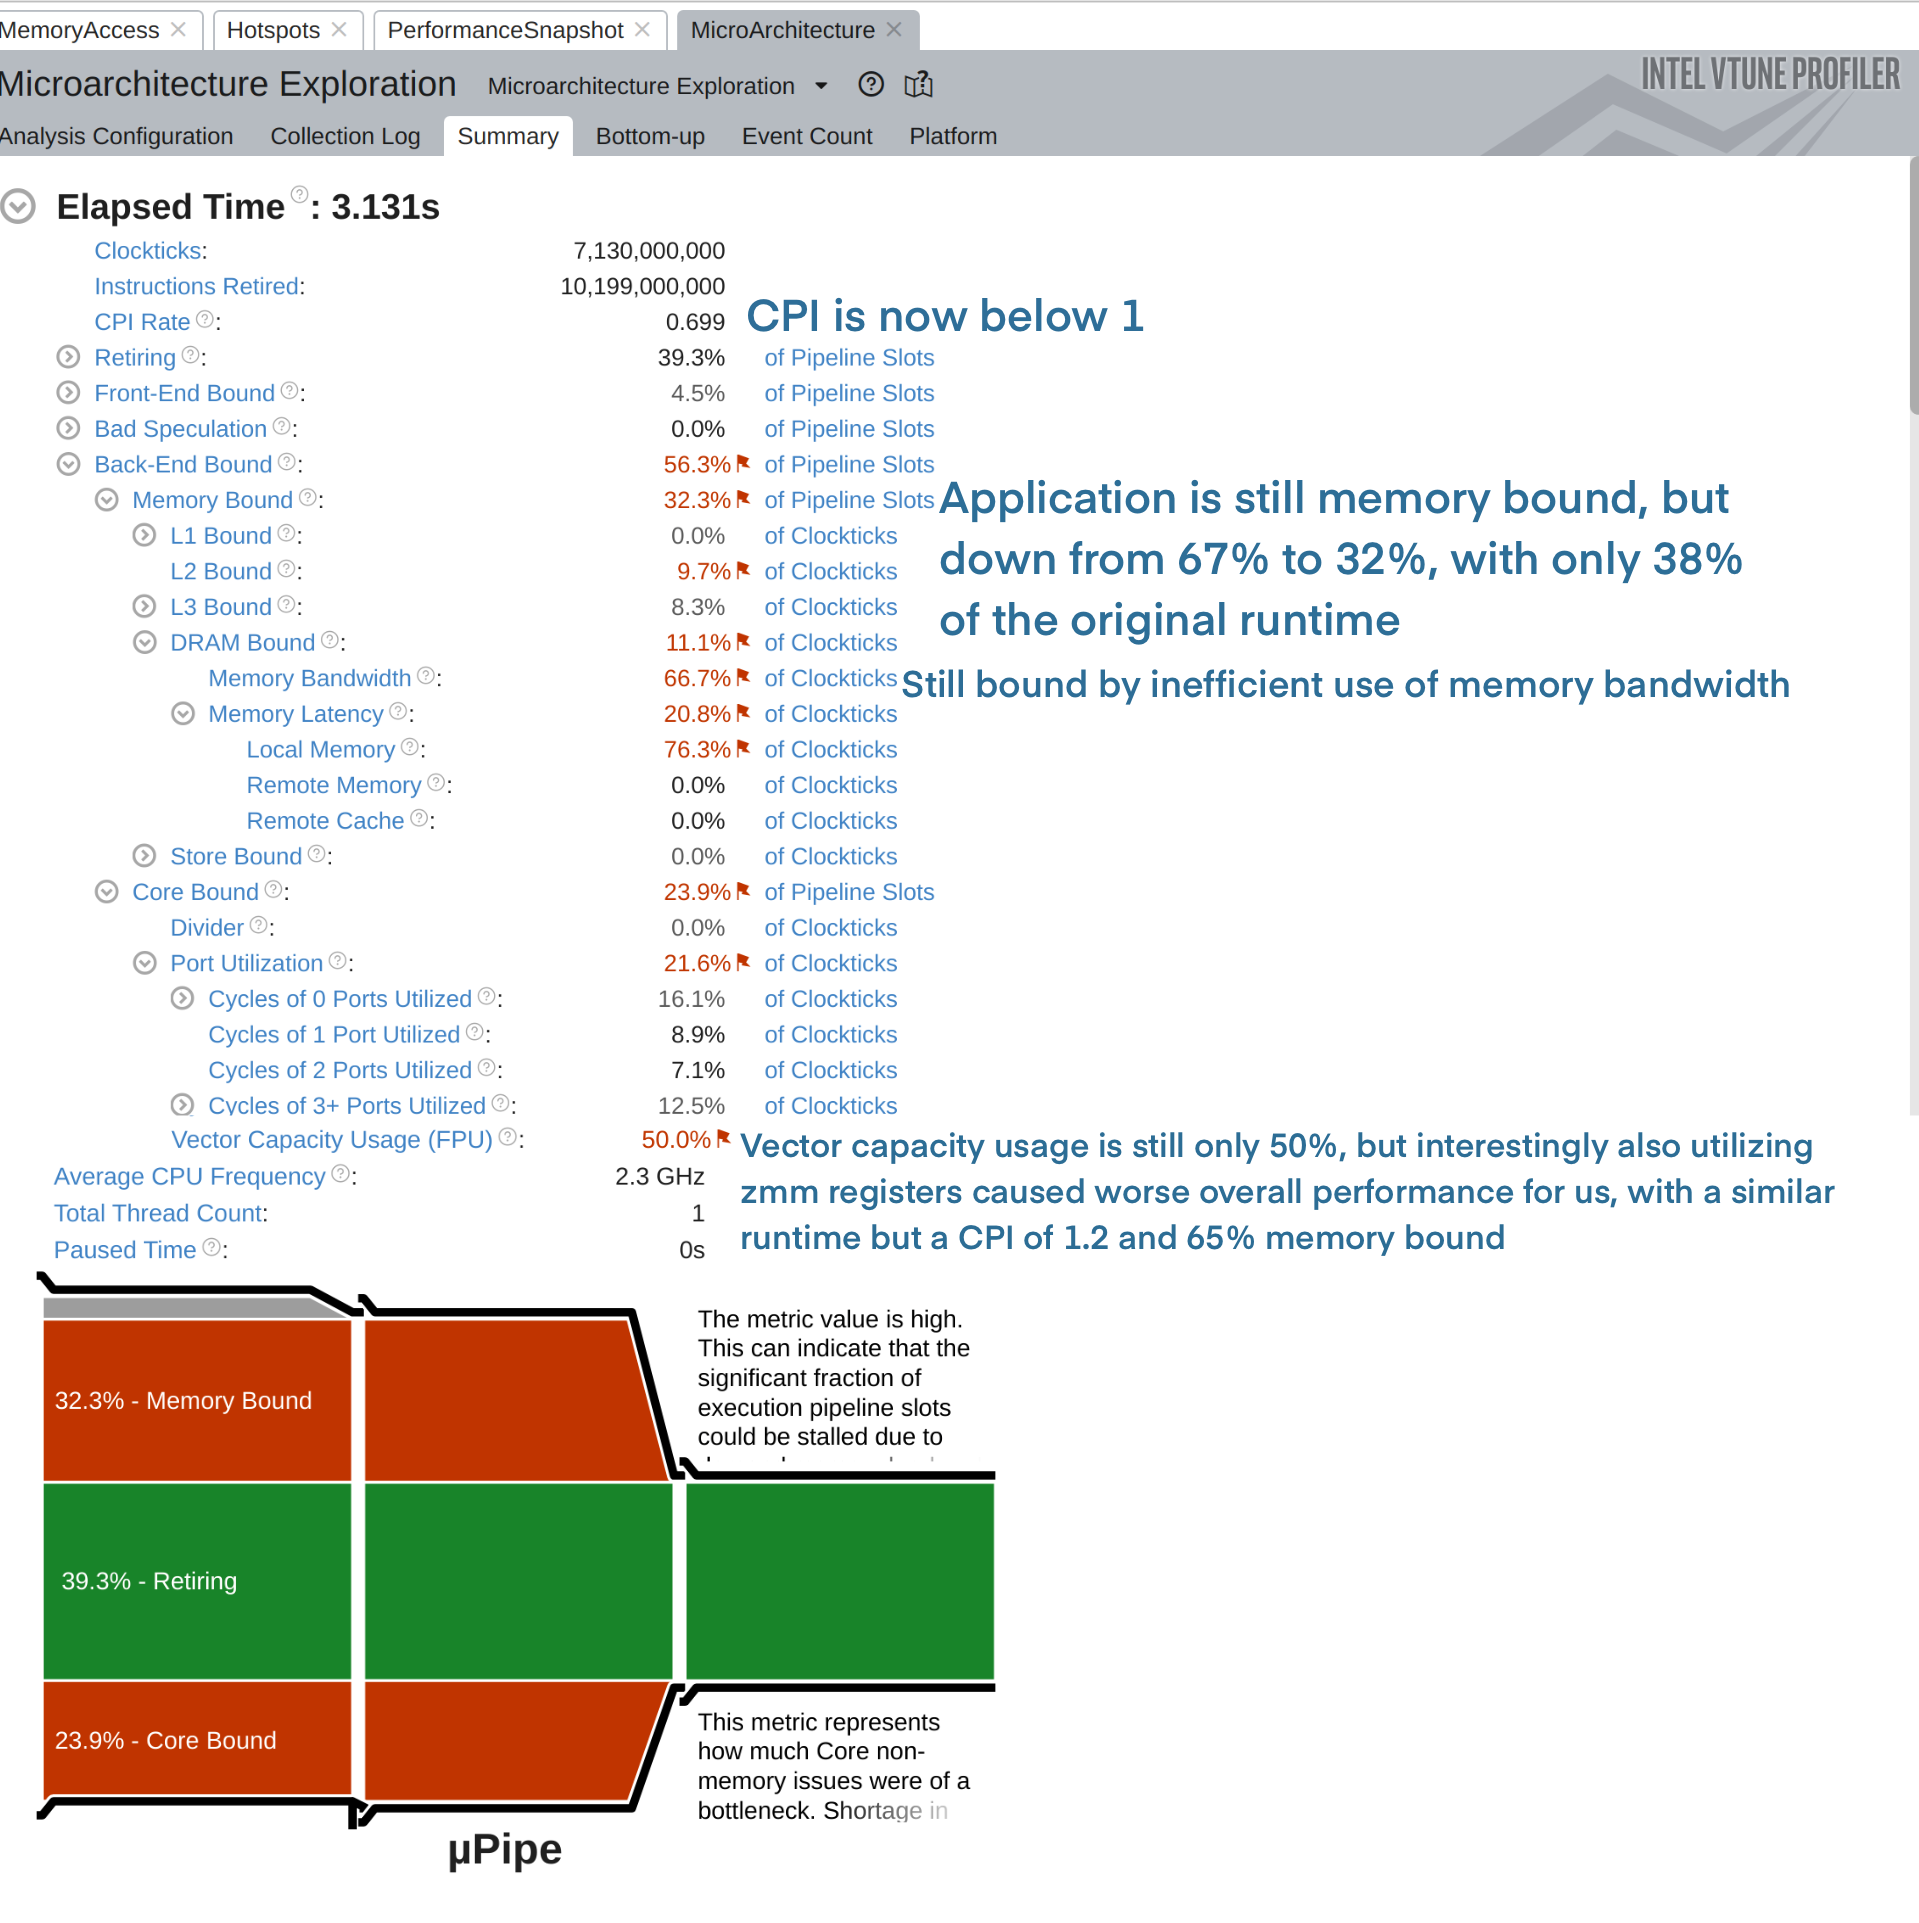 MemoryAccess × Hotspots × PerformanceSnapshot × MicroArchitecture ×
Microarchitecture Exploration Microarchitecture Exploration INTEL VTUNE PROFILER
Analysis Configuration Collection Log Summary Bottom-up Event Count Platform
Elapsed Time: 3.131s
Clockticks: 7,130,000,000
Instructions Retired: 10,199,000,000
CPI Rate: 0.699
CPI is now below 1
Retiring: 39.3% of Pipeline Slots
Front-End Bound: 4.5% of Pipeline Slots
Bad Speculation: 0.0% of Pipeline Slots
Back-End Bound: 56.3% of Pipeline Slots
Memory Bound: 32.3% of Pipeline Slots
Application is still memory bound, but
down from 67% to 32%, with only 38%
of the original runtime
L1 Bound: 0.0% of Clockticks
L2 Bound: 9.7% of Clockticks
L3 Bound: 8.3% of Clockticks
DRAM Bound: 11.1% of Clockticks
Memory Bandwidth: 66.7% of Clockticks
Still bound by inefficient use of memory bandwidth
Memory Latency: 20.8% of Clockticks
Local Memory: 76.3% of Clockticks
Remote Memory: 0.0% of Clockticks
Remote Cache: 0.0% of Clockticks
Store Bound: 0.0% of Clockticks
Core Bound: 23.9% of Pipeline Slots
Divider: 0.0% of Clockticks
Port Utilization: 21.6% of Clockticks
Cycles of 0 Ports Utilized: 16.1% of Clockticks
Cycles of 1 Port Utilized: 8.9% of Clockticks
Cycles of 2 Ports Utilized: 7.1% of Clockticks
Cycles of 3+ Ports Utilized: 12.5% of Clockticks
Vector Capacity Usage (FPU): 50.0%
Vector capacity usage is still only 50%, but interestingly also utilizing
zmm registers caused worse overall performance for us, with a similar
runtime but a CPI of 1.2 and 65% memory bound
Average CPU Frequency: 2.3 GHz
Total Thread Count: 1
Paused Time: 0s
32.3% - Memory Bound
39.3% - Retiring
23.9% - Core Bound
The metric value is high.
This can indicate that the
significant fraction of
execution pipeline slots
could be stalled due to
This metric represents
how much Core non-
memory issues were of a
bottleneck. Shortage in
µPipe